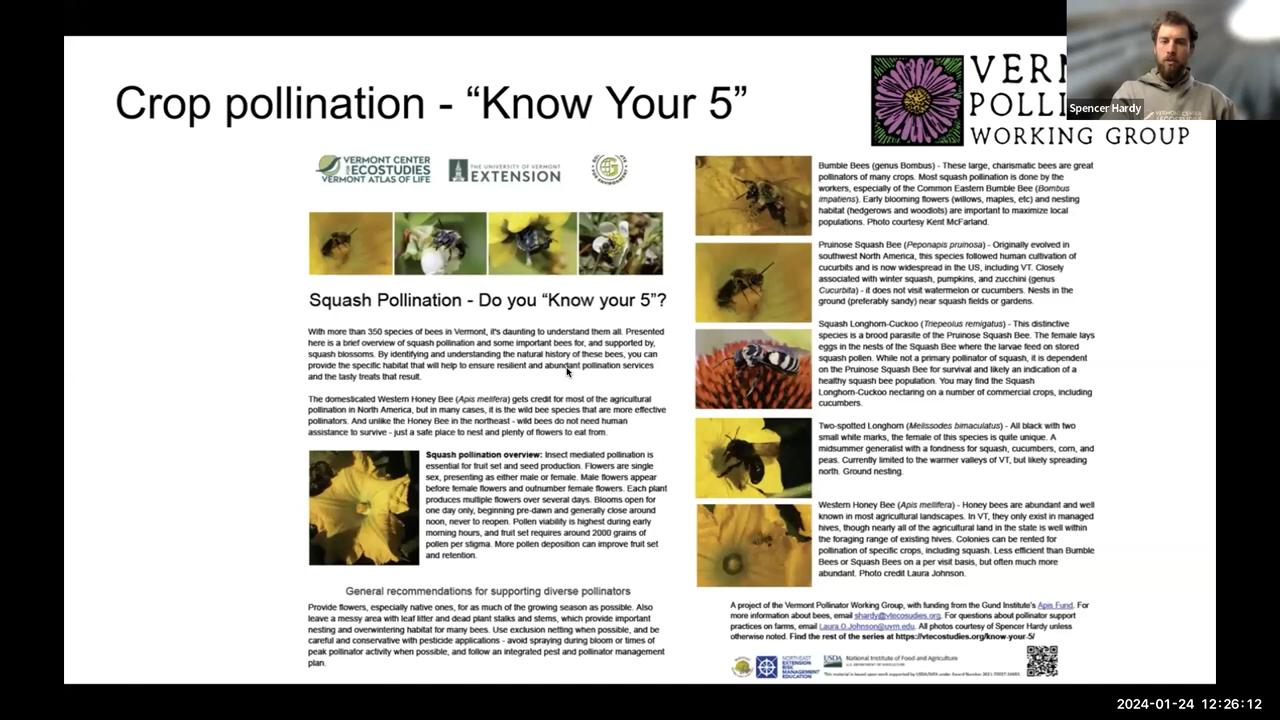 Crop pollination - “Know Your 5”
VERM
POLLI
WORKING GROUP
Spencer Hardy
VERMONT CENTER
for ECOSTUDIES
VERMONT ATLAS OF LIFE
THE UNIVERSITY OF VERMONT
EXTENSION
Squash Pollination - Do you “Know your 5”?
With more than 350 species of bees in Vermont, it's daunting to understand them all. Presented
here is a brief overview of squash pollination and some important bees for, and supported by,
squash blossoms. By identifying and understanding the natural history of these bees, you can
provide the specific habitat that will help to ensure resilient and abundant pollination services
and the tasty treats that result.
The domesticated Western Honey Bee (Apis melifera) gets credit for most of the agricultural
pollination in North America, but in many cases, it is the wild bee species that are more effective
pollinators. And unlike the Honey Bee in the northeast - wild bees do not need human
assistance to survive - just a safe place to nest and plenty of flowers to eat from.
Squash pollination overview: Insect mediated pollination is
essential for fruit set and seed production. Flowers are single
sex, presenting as either male or female. Male flowers appear
before female flowers and outnumber female flowers. Each plant
produces multiple flowers over several days. Blooms open for
one day only, beginning pre-dawn and generally close around
noon, never to reopen. Pollen viability is highest during early
morning hours, and fruit set requires around 2000 grains of
pollen per stigma. More pollen deposition can improve fruit set
and retention.
General recommendations for supporting diverse pollinators
Provide flowers, especially native ones, for as much of the growing season as possible. Also
leave a messy area with leaf litter and dead plant stalks and stems, which provide important
nesting and overwintering habitat for many bees. Use exclusion netting when possible, and be
careful and conservative with pesticide applications - avoid spraying during bloom or times of
peak pollinator activity when possible, and follow an integrated pest and pollinator management
plan.
Bumble Bees (genus Bombus) - These large, charismatic bees are great
pollinators of many crops. Most squash pollination is done by the
workers, especially of the Common Eastern Bumble Bee (Bombus
impatiens). Early blooming flowers (willows, maples, etc) and nesting
habitat (hedgerows and woodlots) are important to maximize local
populations. Photo courtesy Kent McFarland.
Pruinose Squash Bee (Peponapis pruinosa) - Originally evolved in
southwest North America, this species followed human cultivation of
cucurbits and is now widespread in the US, including VT. Closely
associated with winter squash, pumpkins, and zucchini (genus
Cucurbita) - it does not visit watermelon or cucumbers. Nests in the
ground (preferably sandy) near squash fields or gardens.
Squash Longhorn-Cuckoo (Triepeolus remigatus) - This distinctive
species is a brood parasite of the Pruinose Squash Bee. The female lays
eggs in the nests of the Squash Bee where the larvae feed on stored
squash pollen. While not a primary pollinator of squash, it is dependent
on the Pruinose Squash Bee for survival and likely an indication of a
healthy squash bee population. You may find the Squash
Longhorn-Cuckoo nectaring on a number of commercial crops, including
cucumbers.
Two-spotted Longhorn (Melissodes bimaculatus) - All black with two
small white marks, the female of this species is quite unique. A
midsummer generalist with a fondness for squash, cucumbers, corn, and
peas. Currently limited to the warmer valleys of VT, but likely spreading
north. Ground nesting.
Western Honey Bee (Apis mellifera) - Honey bees are abundant and well
known in most agricultural landscapes. In VT, they only exist in managed
hives, though nearly all of the agricultural land in the state is well within
the foraging range of existing hives. Colonies can be rented for
pollination of specific crops, including squash. Less efficient than Bumble
Bees or Squash Bees on a per visit basis, but often much more
abundant. Photo credit Laura Johnson.
A project of the Vermont Pollinator Working Group, with funding from the Gund Institute's Apis Fund. For
more information about bees, email shardy@vtecostudies.org. For questions about pollinator support
practices on farms, email Laura.O.Johnson@uvm.edu. All photos courtesy of Spencer Hardy unless
otherwise noted. Find the rest of the series at https://vtecostudies.org/know-your-5/
NORTHEAST
EXTENSION
RISK
MANAGEMENT
EDUCATION
USDA
National Institute of Food and Agriculture
U.S. DEPARTMENT OF AGRICULTURE
This material is based upon work supported by USDA/NIFA under Award Number
2024-01-24 12:26:12